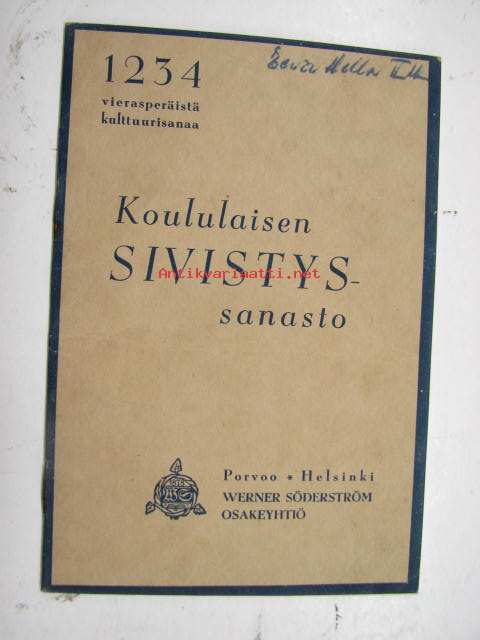 1234
vierasperäistä
kulttuurisanaa
Koululaisen
SIVISTYS-
Antikvariaatti.net
sanasto
Porvoo * Helsinki
WERNER SÖDERSTRÖM
OSAKEYHTIÖ